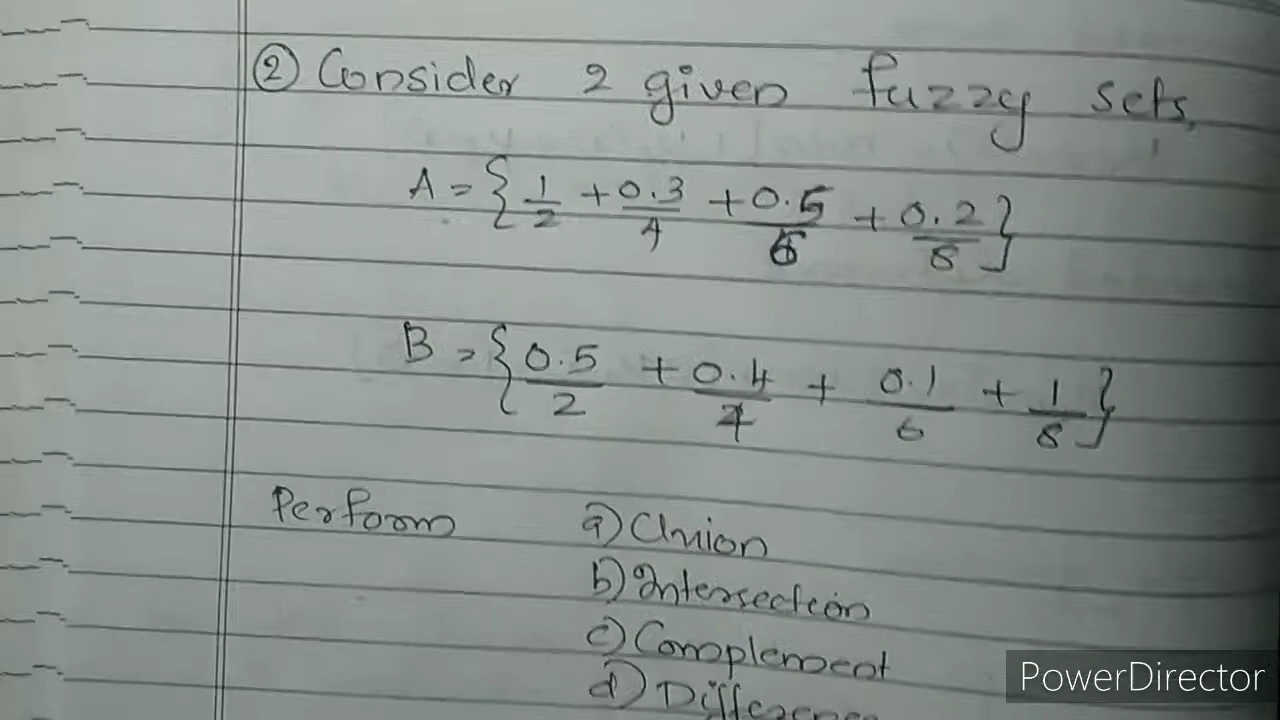 ② Consider 2 given fuzzy sets,
A = { 1/2 + 0.3/4 + 0.5/6 + 0.2/8 }
B = { 0.5/2 + 0.4/4 + 0.1/6 + 1/8 }
Perform a) Union
b) Intersection
c) Complement
d) Difference
PowerDirector